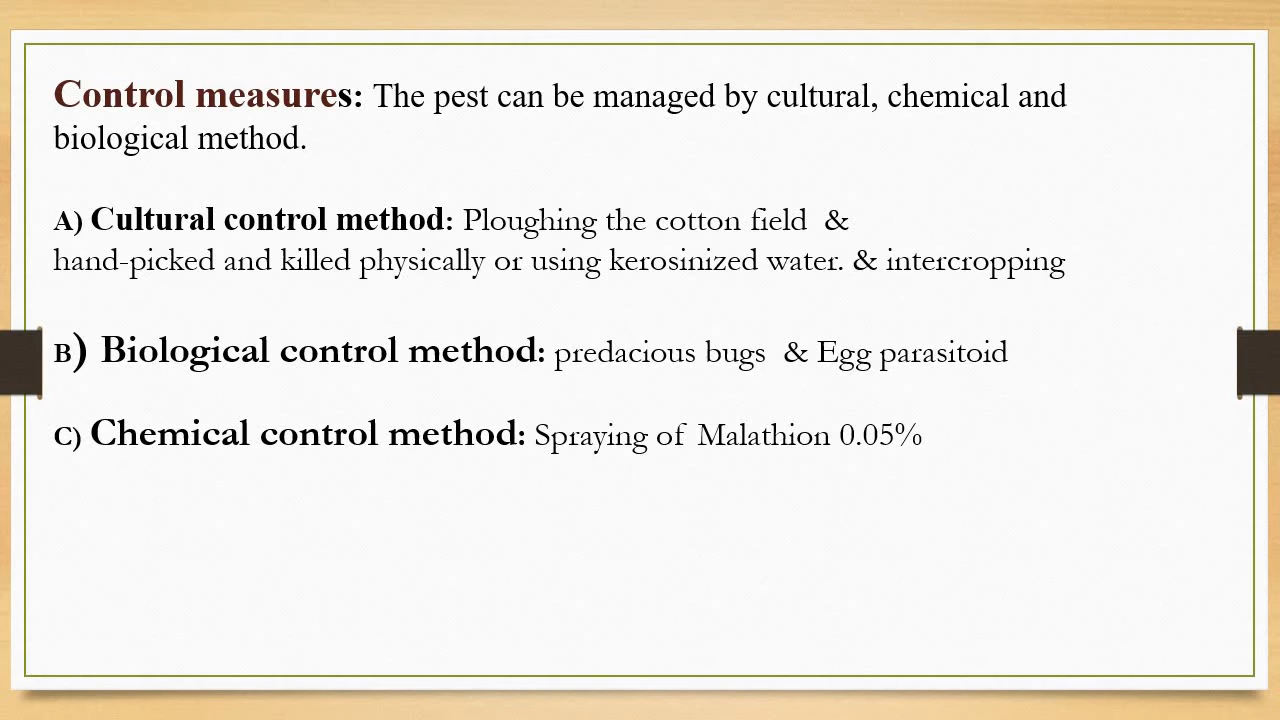 Control measures: The pest can be managed by cultural, chemical and
biological method.
A) Cultural control method: Ploughing the cotton field &
hand-picked and killed physically or using kerosinized water. & intercropping
B) Biological control method: predacious bugs & Egg parasitoid
C) Chemical control method: Spraying of Malathion 0.05%